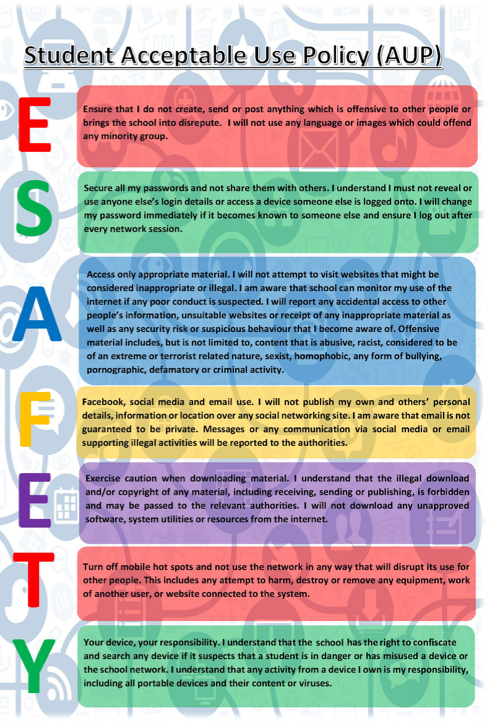 Student Acceptable Use Policy (AUP)
E
Ensure that I do not create, send or post anything which is offensive to other people or
brings the school into disrepute. I will not use any language or images which could offend
any minority group.
S
Secure all my passwords and not share them with others. I understand I must not reveal or
use anyone else's login details or access a device someone else is logged onto. I will change
my password immediately if it becomes known to someone else and ensure I log out after
every network session.
A
Access only appropriate material. I will not attempt to visit websites that might be
considered inappropriate or illegal. I am aware that school can monitor my use of the
internet if any poor conduct is suspected. I will report any accidental access to other
people's information, unsuitable websites or receipt of any inappropriate material as
well as any security risk or suspicious behaviour that I become aware of. Offensive
material includes, but is not limited to, content that is abusive, racist, considered to be
of an extreme or terrorist related nature, sexist, homophobic, any form of bullying,
pornographic, defamatory or criminal activity.
F
Facebook, social media and email use. I will not publish my own and others' personal
details, information or location over any social networking site. I am aware that email is not
guaranteed to be private. Messages or any communication via social media or email
supporting illegal activities will be reported to the authorities.
E
Exercise caution when downloading material. I understand that the illegal download
and/or copyright of any material, including receiving, sending or publishing, is forbidden
and may be passed to the relevant authorities. I will not download any unapproved
software, system utilities or resources from the internet.
T
Turn off mobile hot spots and not use the network in any way that will disrupt its use for
other people. This includes any attempt to harm, destroy or remove any equipment, work
of another user, or website connected to the system.
Y
Your device, your responsibility. I understand that the school has the right to confiscate
and search any device if it suspects that a student is in danger or has misused a device or
the school network. I understand that any activity from a device I own is my responsibility,
including all portable devices and their content or viruses.